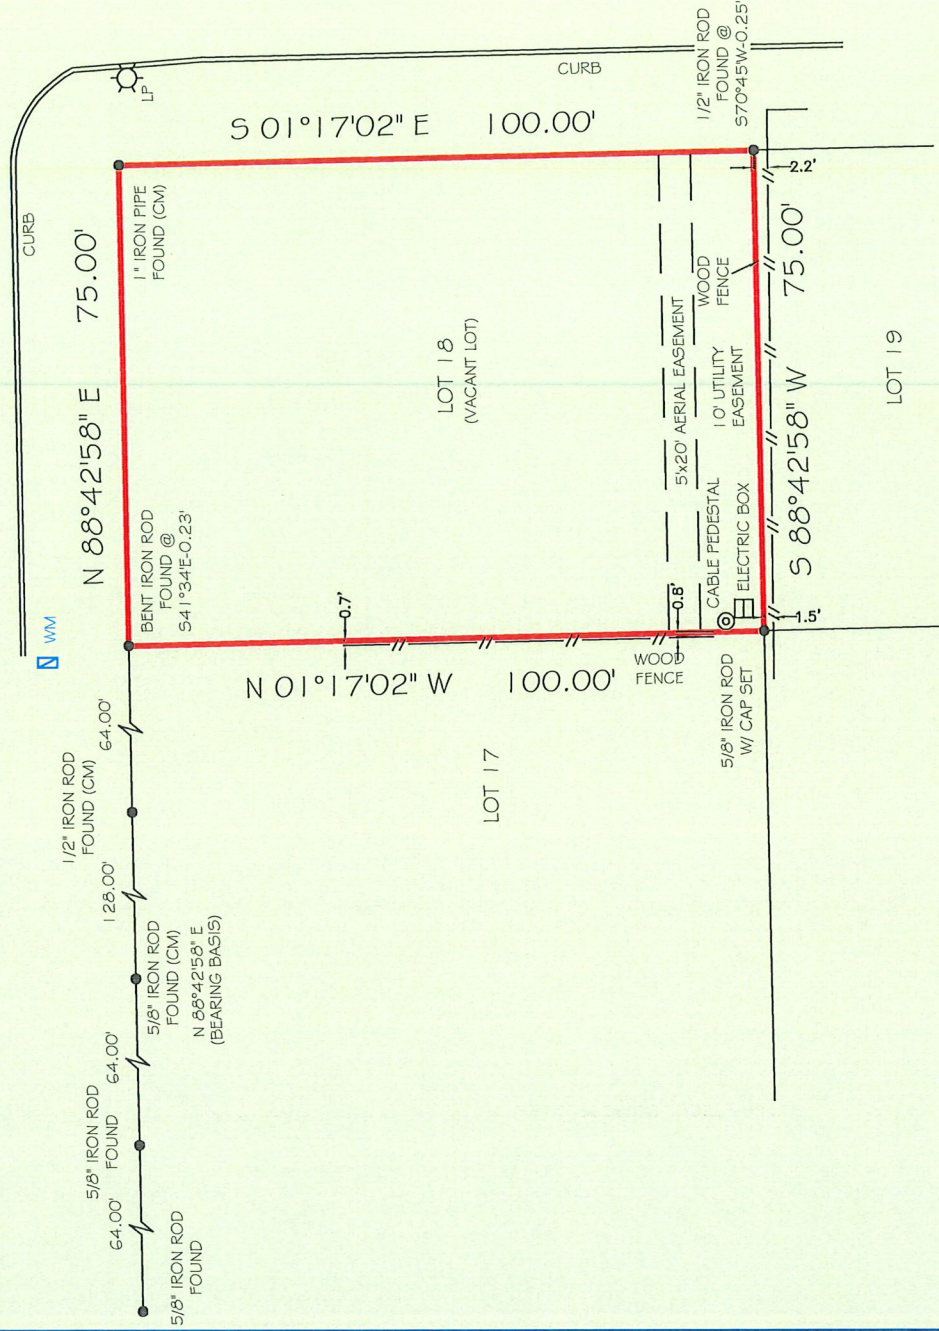 CURB
LP
S 01°17'02" E 100.00'
CURB
1/2" IRON ROD
FOUND @
S70°45'W-0.25'
N 88°42'58" E 75.00'
1" IRON PIPE
FOUND (CM)
2.2'
75.00'
WOOD
FENCE
LOT 18
(VACANT LOT)
5'x20' AERIAL EASEMENT
10' UTILITY
EASEMENT
LOT 19
BENT IRON ROD
FOUND @
S41°34'E-0.23'
CABLE PEDESTAL
ELECTRIC BOX
S 88°42'58" W
WM
0.7'
0.8'
1.5'
N 01°17'02" W 100.00'
WOOD
FENCE
5/8" IRON ROD
W/ CAP SET
64.00'
1/2" IRON ROD
FOUND (CM)
LOT 17
128.00'
5/8" IRON ROD
FOUND (CM)
N 88°42'58" E
(BEARING BASIS)
64.00'
5/8" IRON ROD
FOUND
64.00'
5/8" IRON ROD
FOUND